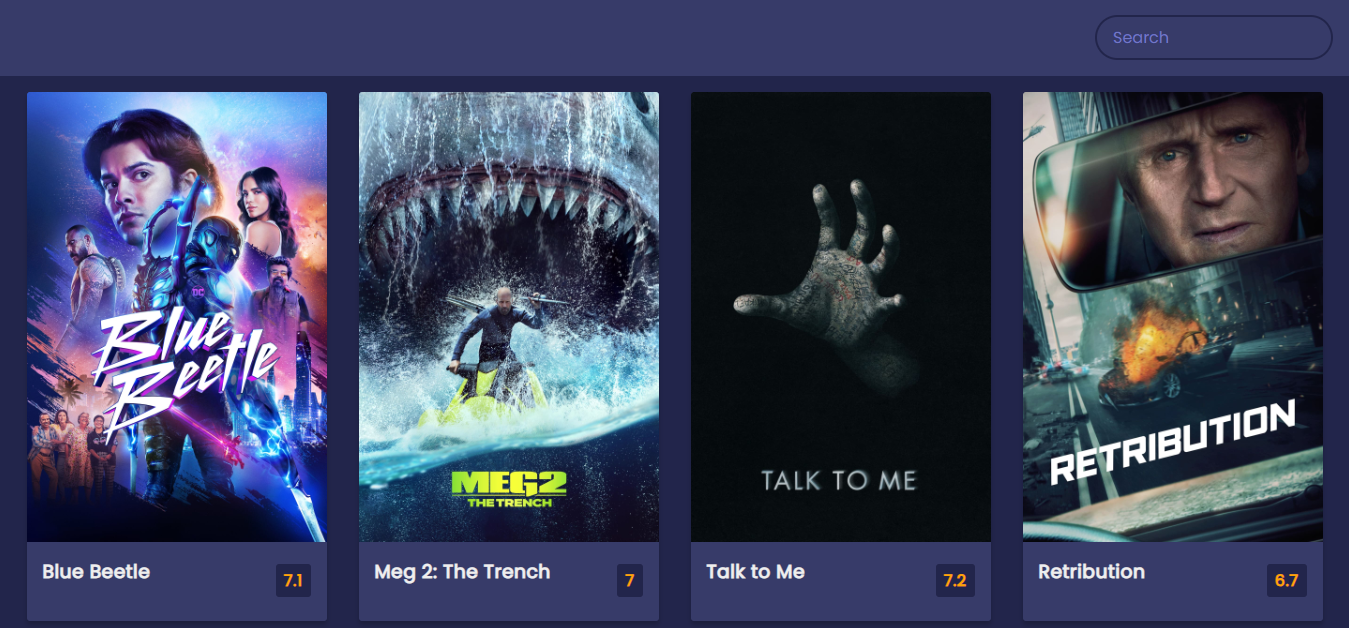 Search
DC
Blue
Beetle
MEG2
THE TRENCH
TALK TO ME
RETRIBUTION
Blue Beetle
7.1
Meg 2: The Trench
7
Talk to Me
7.2
Retribution
6.7